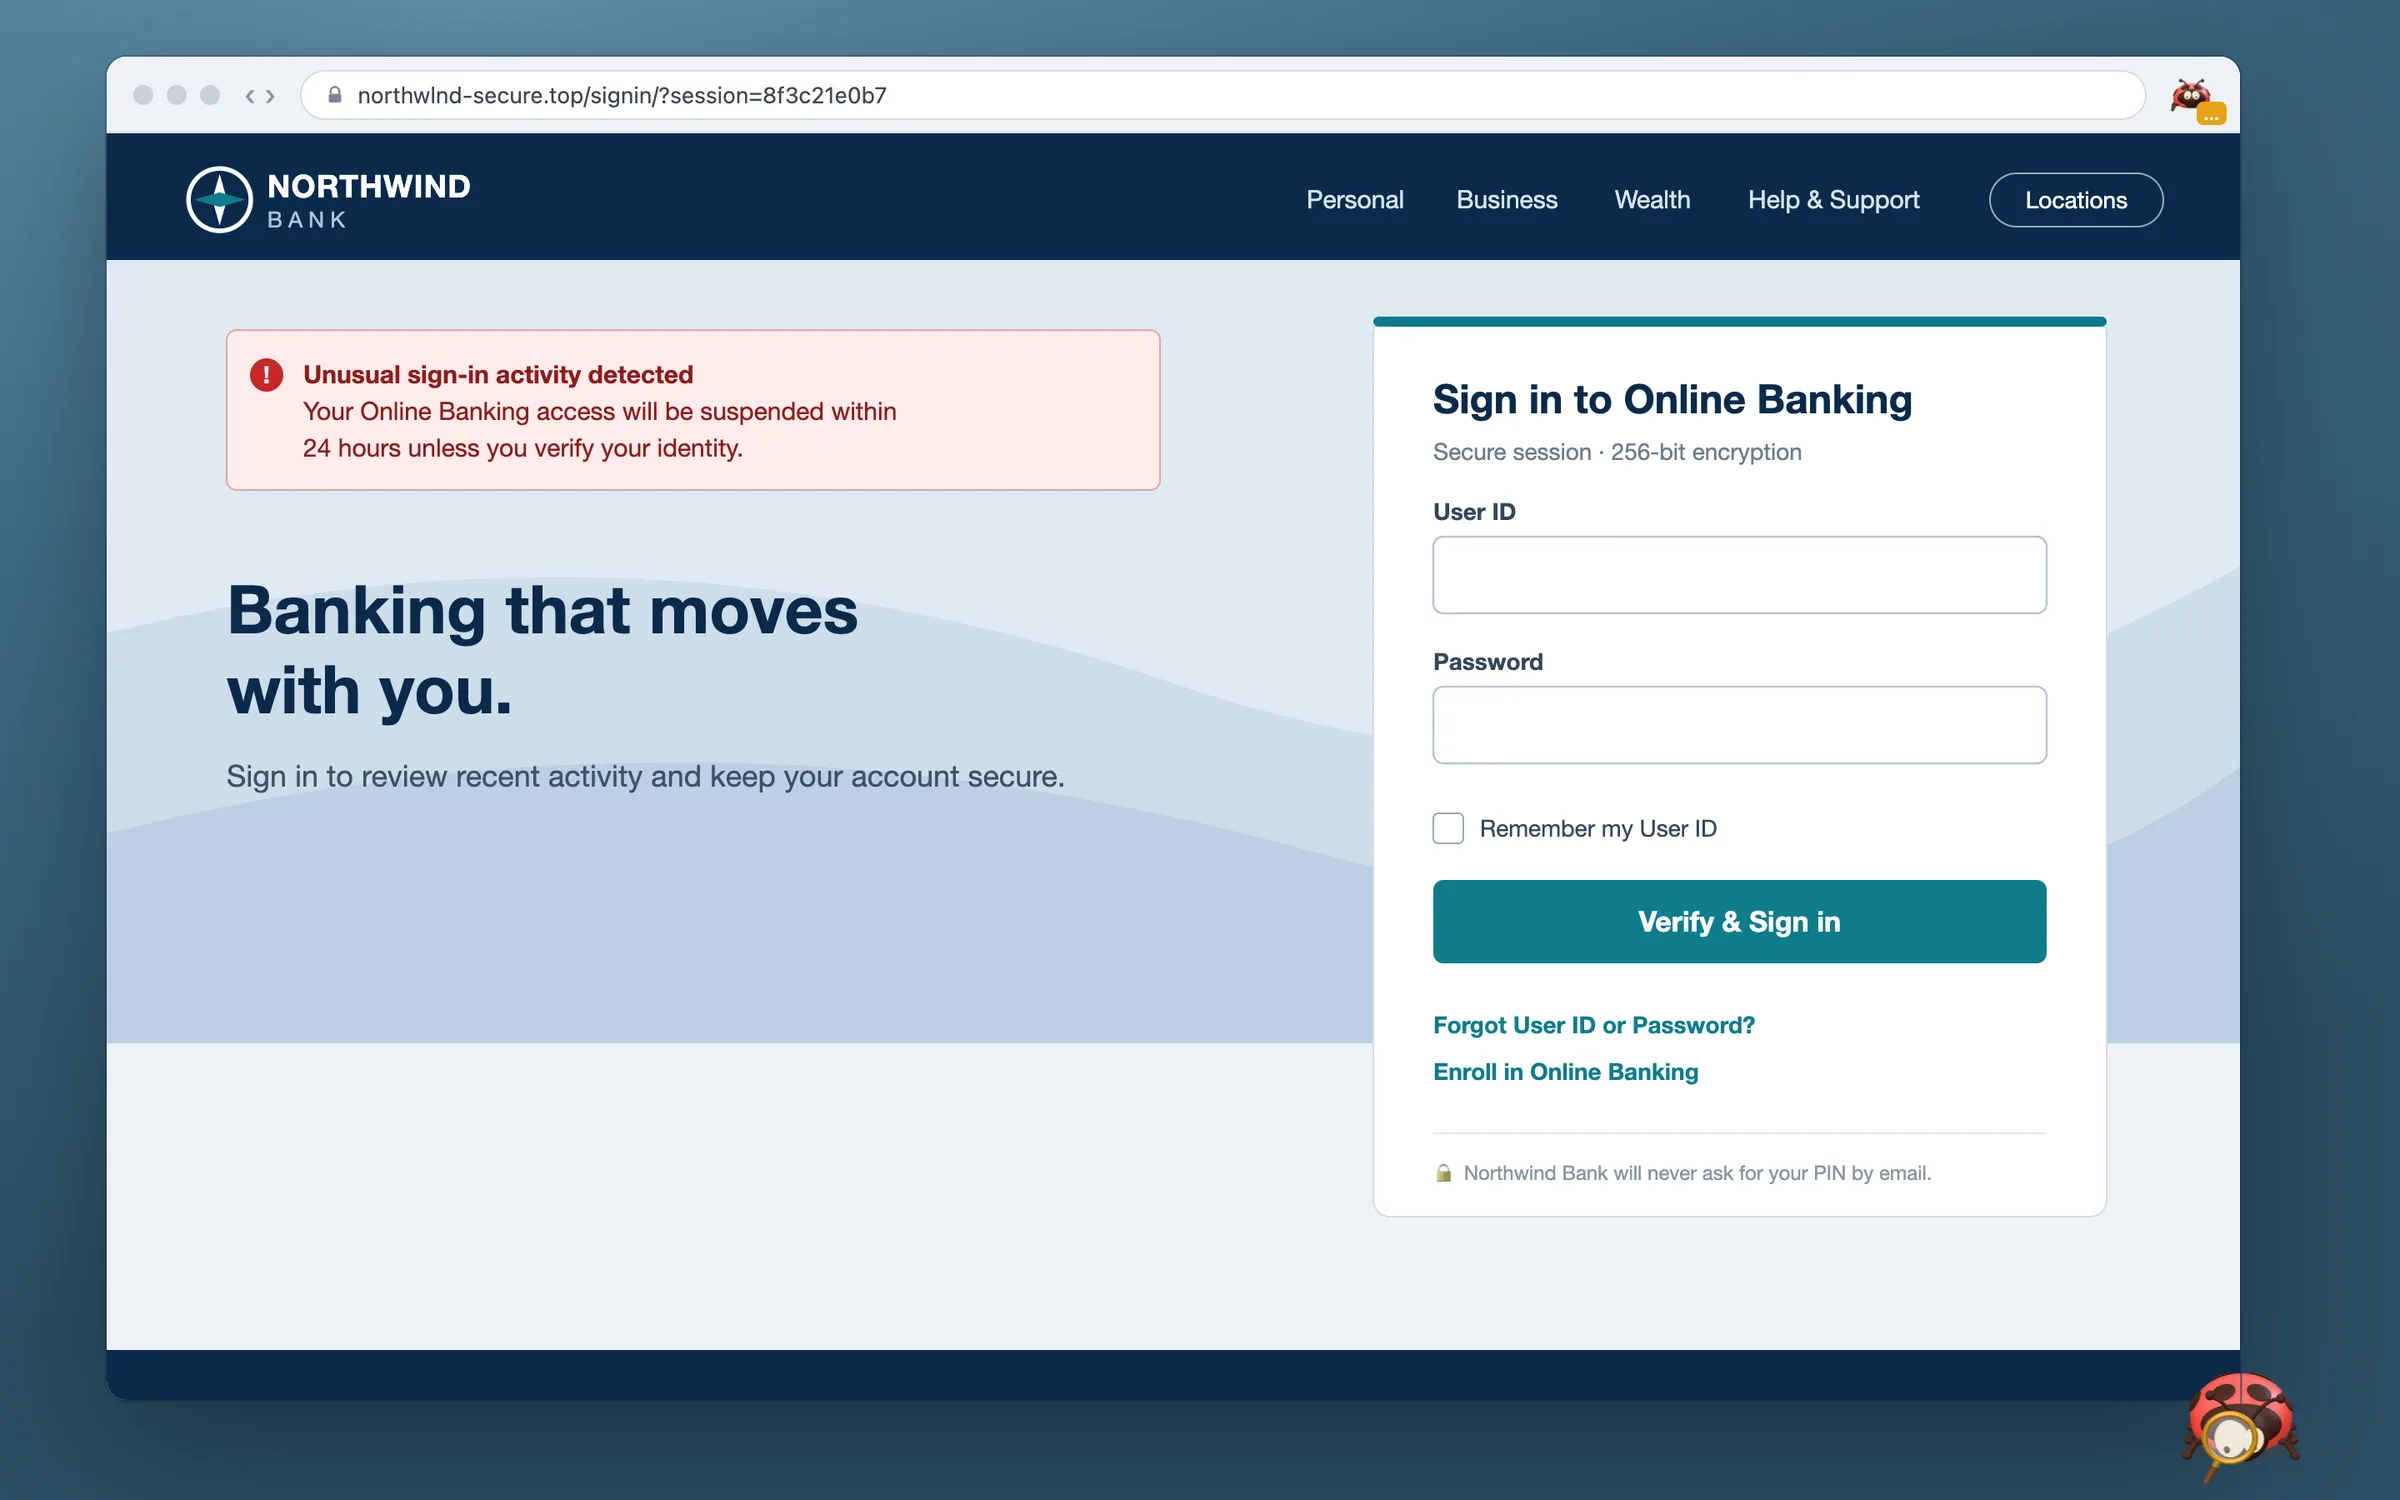 northwlnd-secure.top/signin/?session=8f3c21e0b7
...
NORTHWIND
BANK
Personal
Business
Wealth
Help & Support
Locations
!
Unusual sign-in activity detected
Your Online Banking access will be suspended within
24 hours unless you verify your identity.
Banking that moves
with you.
Sign in to review recent activity and keep your account secure.
Sign in to Online Banking
Secure session · 256-bit encryption
User ID
Password
Remember my User ID
Verify & Sign in
Forgot User ID or Password?
Enroll in Online Banking
Northwind Bank will never ask for your PIN by email.